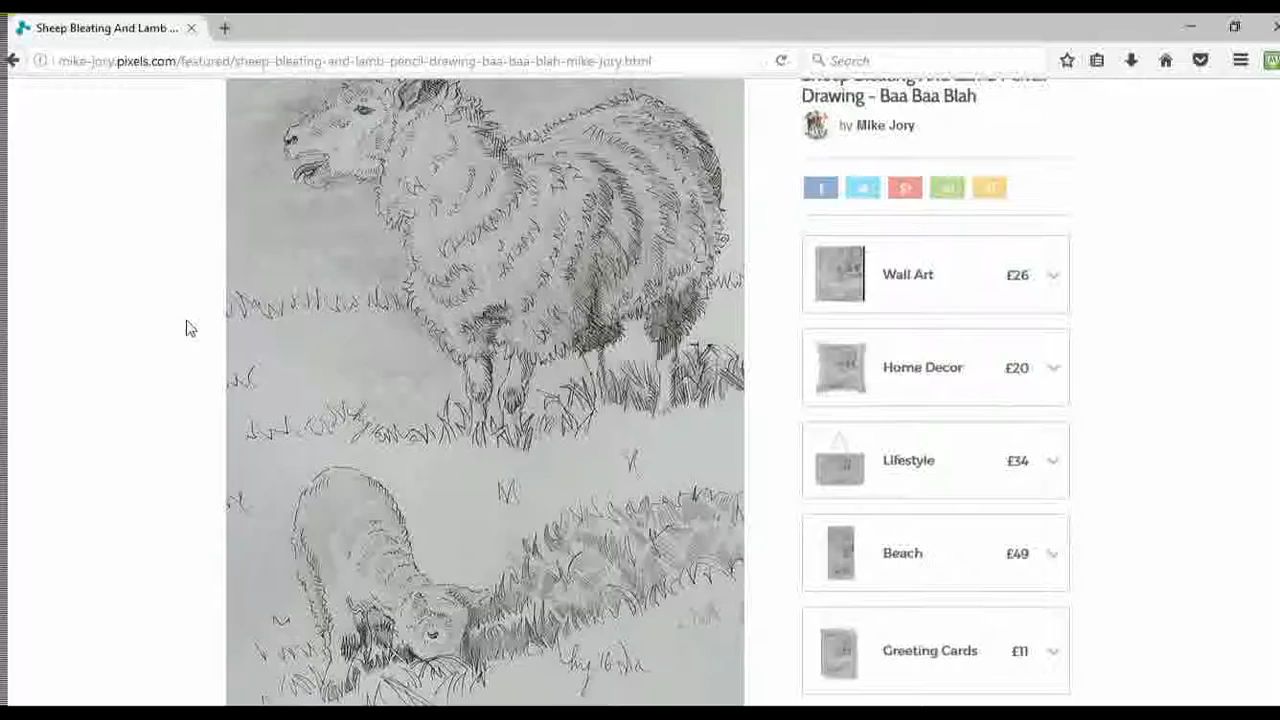 Sheep Bleating And Lamb ...
mike-jory.pixels.com/featured/sheep-bleating-and-lamb-pencil-drawing-baa-baa-blah-mike-jory.html
Search
Drawing - Baa Baa Blah
by Mike Jory
Wall Art £26
Home Decor £20
Lifestyle £34
Beach £49
Greeting Cards £11